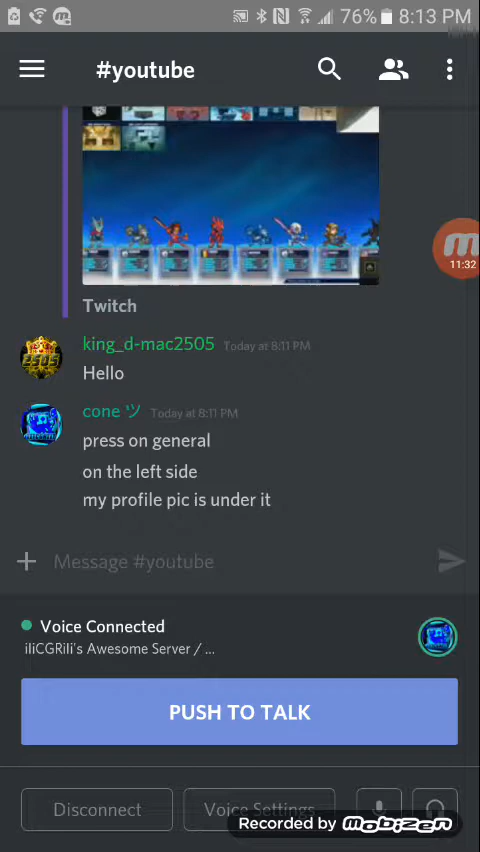 76% 8:13 PM
#youtube
11:32
Twitch
king_d-mac2505 Today at 8:11 PM
Hello
2505
cone ツ Today at 8:11 PM
press on general
on the left side
my profile pic is under it
Message #youtube
Voice Connected
iliCGRili's Awesome Server / ...
PUSH TO TALK
Disconnect
Voice Settings
Recorded by mobizen